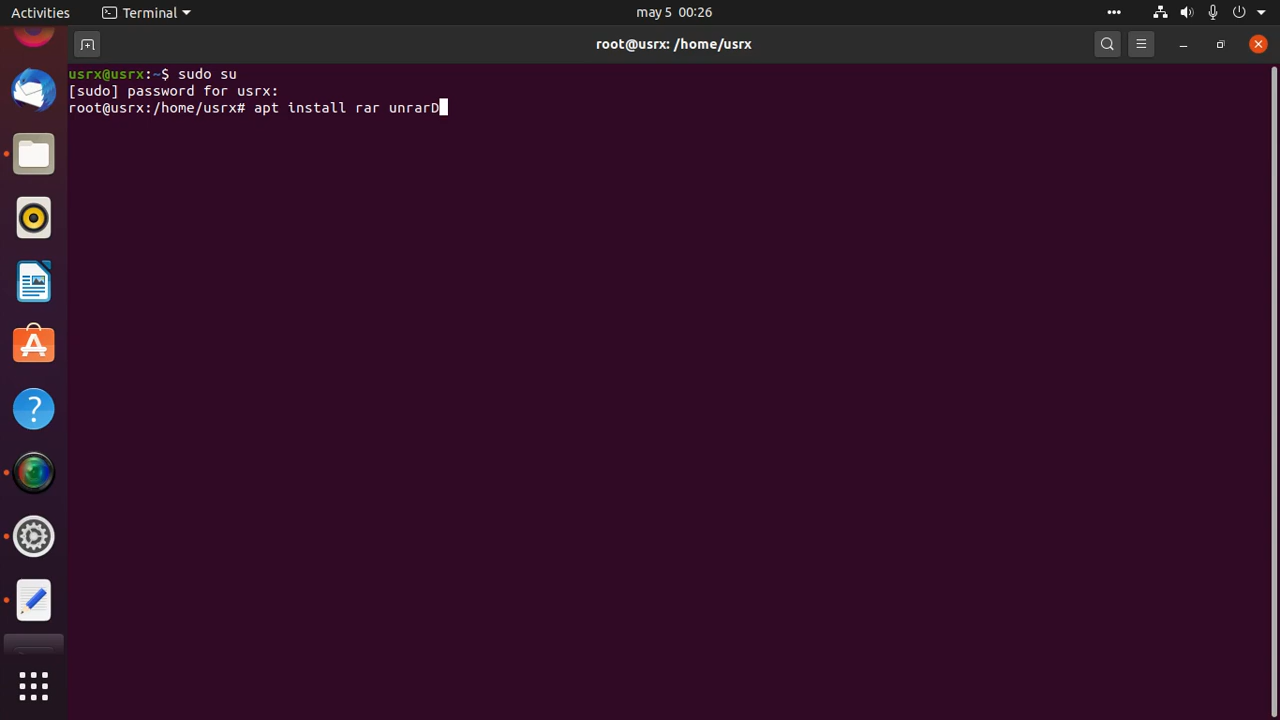 Activities
Terminal
may 5 00:26
root@usrx: /home/usrx
usrx@usrx:~$ sudo su
[sudo] password for usrx:
root@usrx:/home/usrx# apt install rar unrarD